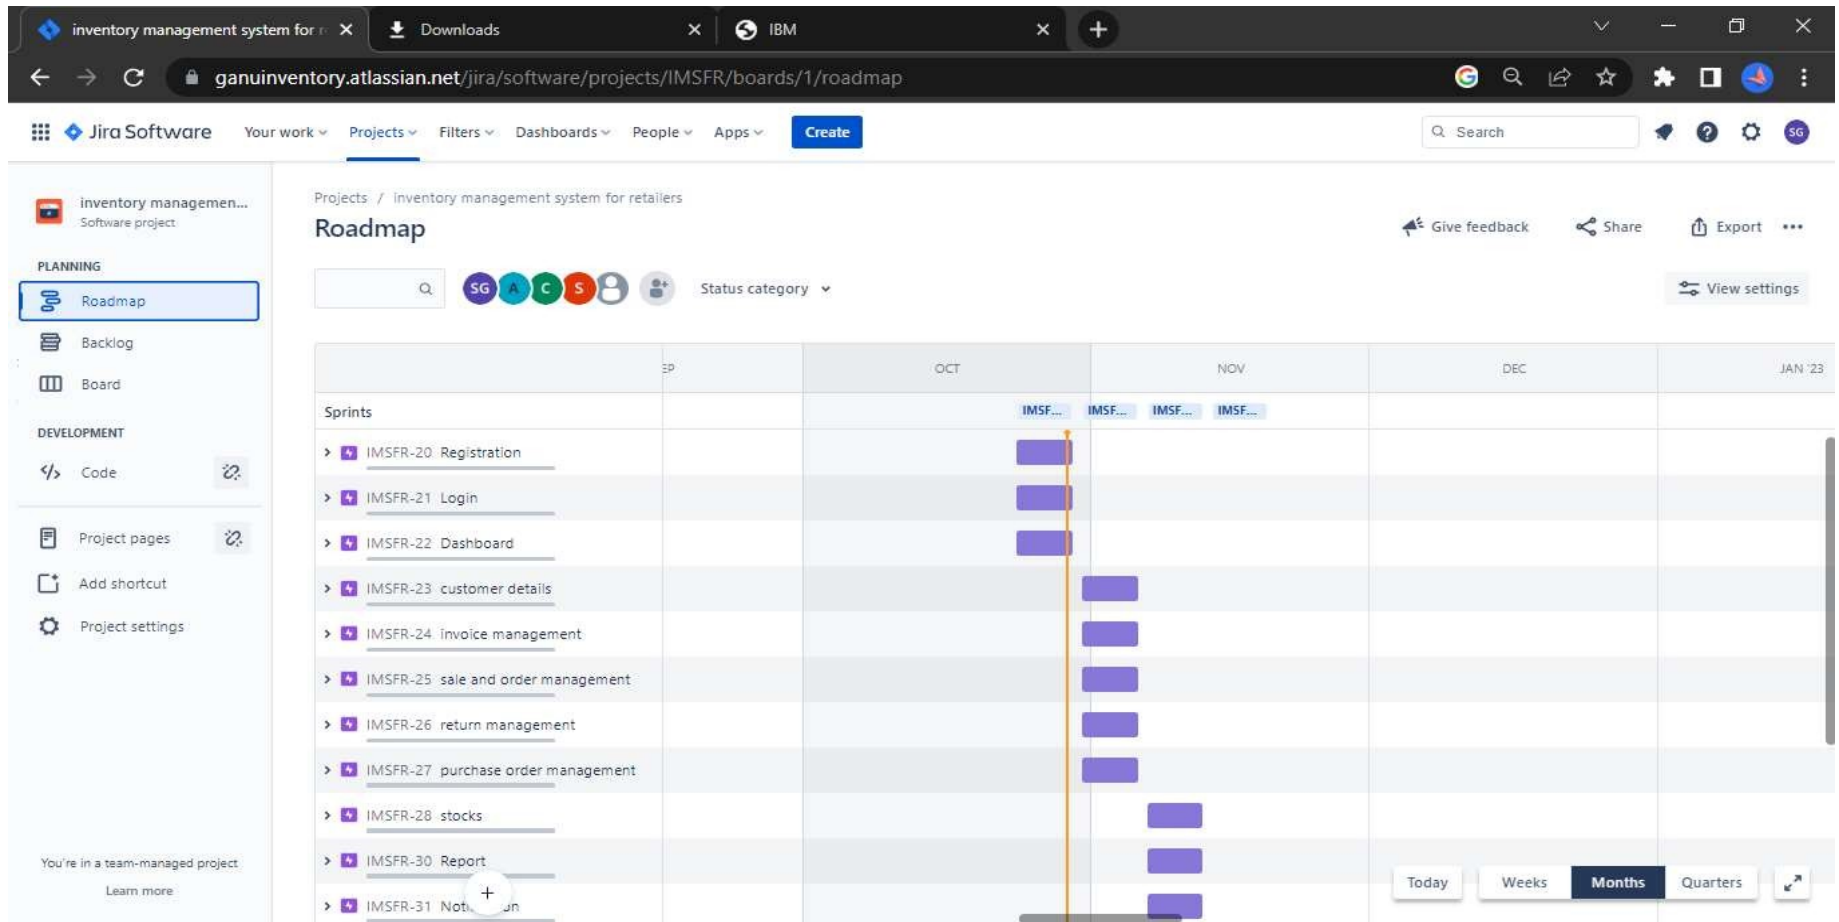 inventory management system for r
Downloads
IBM
ganuinventory.atlassian.net/jira/software/projects/IMSFR/boards/1/roadmap
Jira Software
Your work
Projects
Filters
Dashboards
People
Apps
Create
Search
SG
inventory managemen...
Software project
PLANNING
Roadmap
Backlog
Board
DEVELOPMENT
Code
Project pages
Add shortcut
Project settings
You're in a team-managed project
Learn more
Projects / inventory management system for retailers
Roadmap
Give feedback
Share
Export
SG A C S
Status category
View settings
EP OCT NOV DEC JAN '23
Sprints IMSF... IMSF... IMSF... IMSF...
IMSFR-20 Registration
IMSFR-21 Login
IMSFR-22 Dashboard
IMSFR-23 customer details
IMSFR-24 invoice management
IMSFR-25 sale and order management
IMSFR-26 return management
IMSFR-27 purchase order management
IMSFR-28 stocks
IMSFR-30 Report
IMSFR-31
Today Weeks Months Quarters